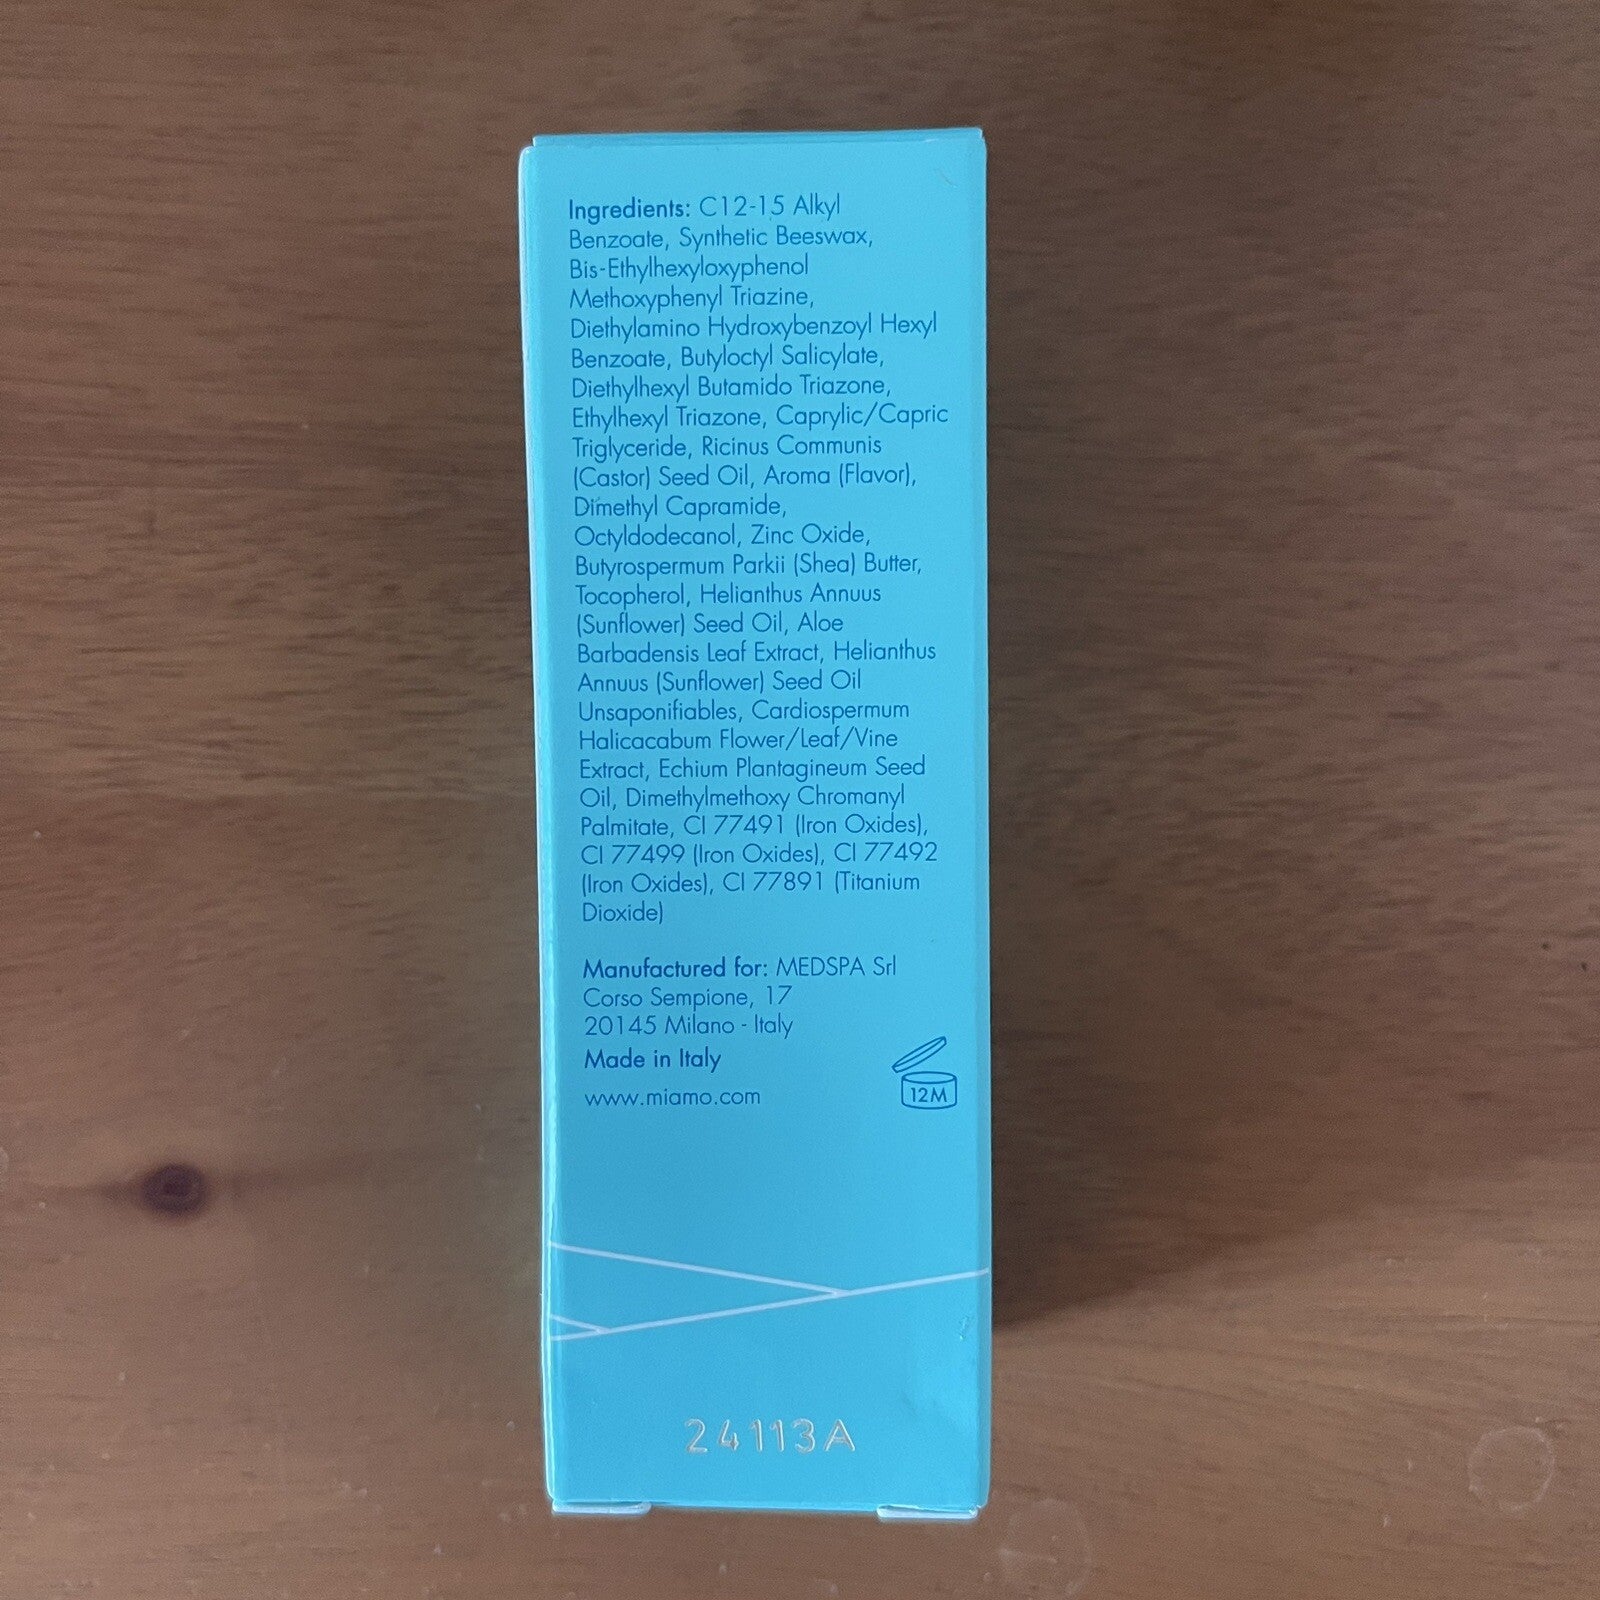 Ingredients: C12-15 Alkyl
Benzoate, Synthetic Beeswax,
Bis-Ethylhexyloxyphenol
Methoxyphenyl Triazine,
Diethylamino Hydroxybenzoyl Hexyl
Benzoate, Butyloctyl Salicylate,
Diethylhexyl Butamido Triazone,
Ethylhexyl Triazone, Caprylic/Capric
Triglyceride, Ricinus Communis
(Castor) Seed Oil, Aroma (Flavor),
Dimethyl Capramide,
Octyldodecanol, Zinc Oxide,
Butyrospermum Parkii (Shea) Butter,
Tocopherol, Helianthus Annuus
(Sunflower) Seed Oil, Aloe
Barbadensis Leaf Extract, Helianthus
Annuus (Sunflower) Seed Oil
Unsaponifiables, Cardiospermum
Halicacabum Flower/Leaf/Vine
Extract, Echium Plantagineum Seed
Oil, Dimethylmethoxy Chromanyl
Palmitate, CI 77491 (Iron Oxides),
CI 77499 (Iron Oxides), CI 77492
(Iron Oxides), CI 77891 (Titanium
Dioxide)
Manufactured for: MEDSPA Srl
Corso Sempione, 17
20145 Milano - Italy
Made in Italy
www.miamo.com
12M
24113A